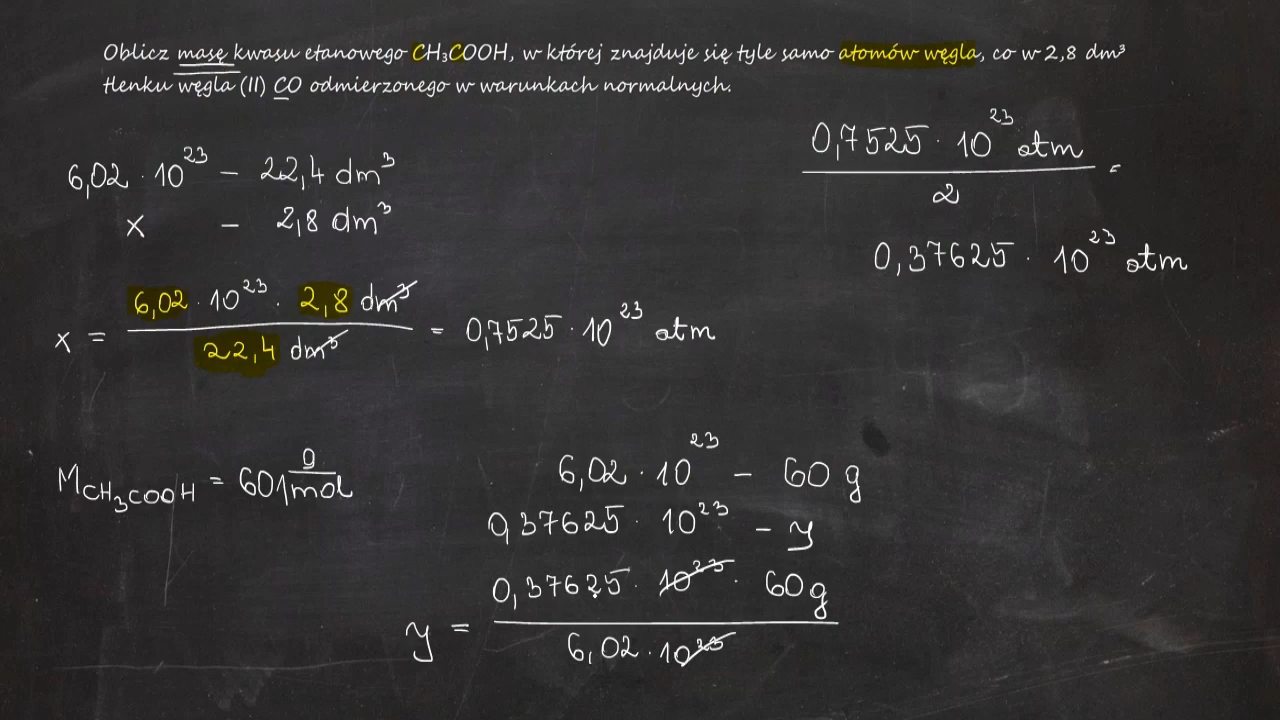 Oblicz masę kwasu etanowego CH₃COOH, w której znajduje się tyle samo atomów węgla, co w 2,8 dm³
tlenku węgla (II) CO odmierzonego w warunkach normalnych.
6,02 · 10²³ – 22,4 dm³
x – 2,8 dm³
x = (6,02 · 10²³ · 2,8 dm³) / (22,4 dm³) = 0,7525 · 10²³ atm
0,7525 · 10²³ atm / 2 =
0,37625 · 10²³ atm
M CH₃COOH = 60 g/mol
6,02 · 10²³ – 60 g
0,37625 · 10²³ – y
y = (0,37625 · 10²³ · 60g) / (6,02 · 10²³)